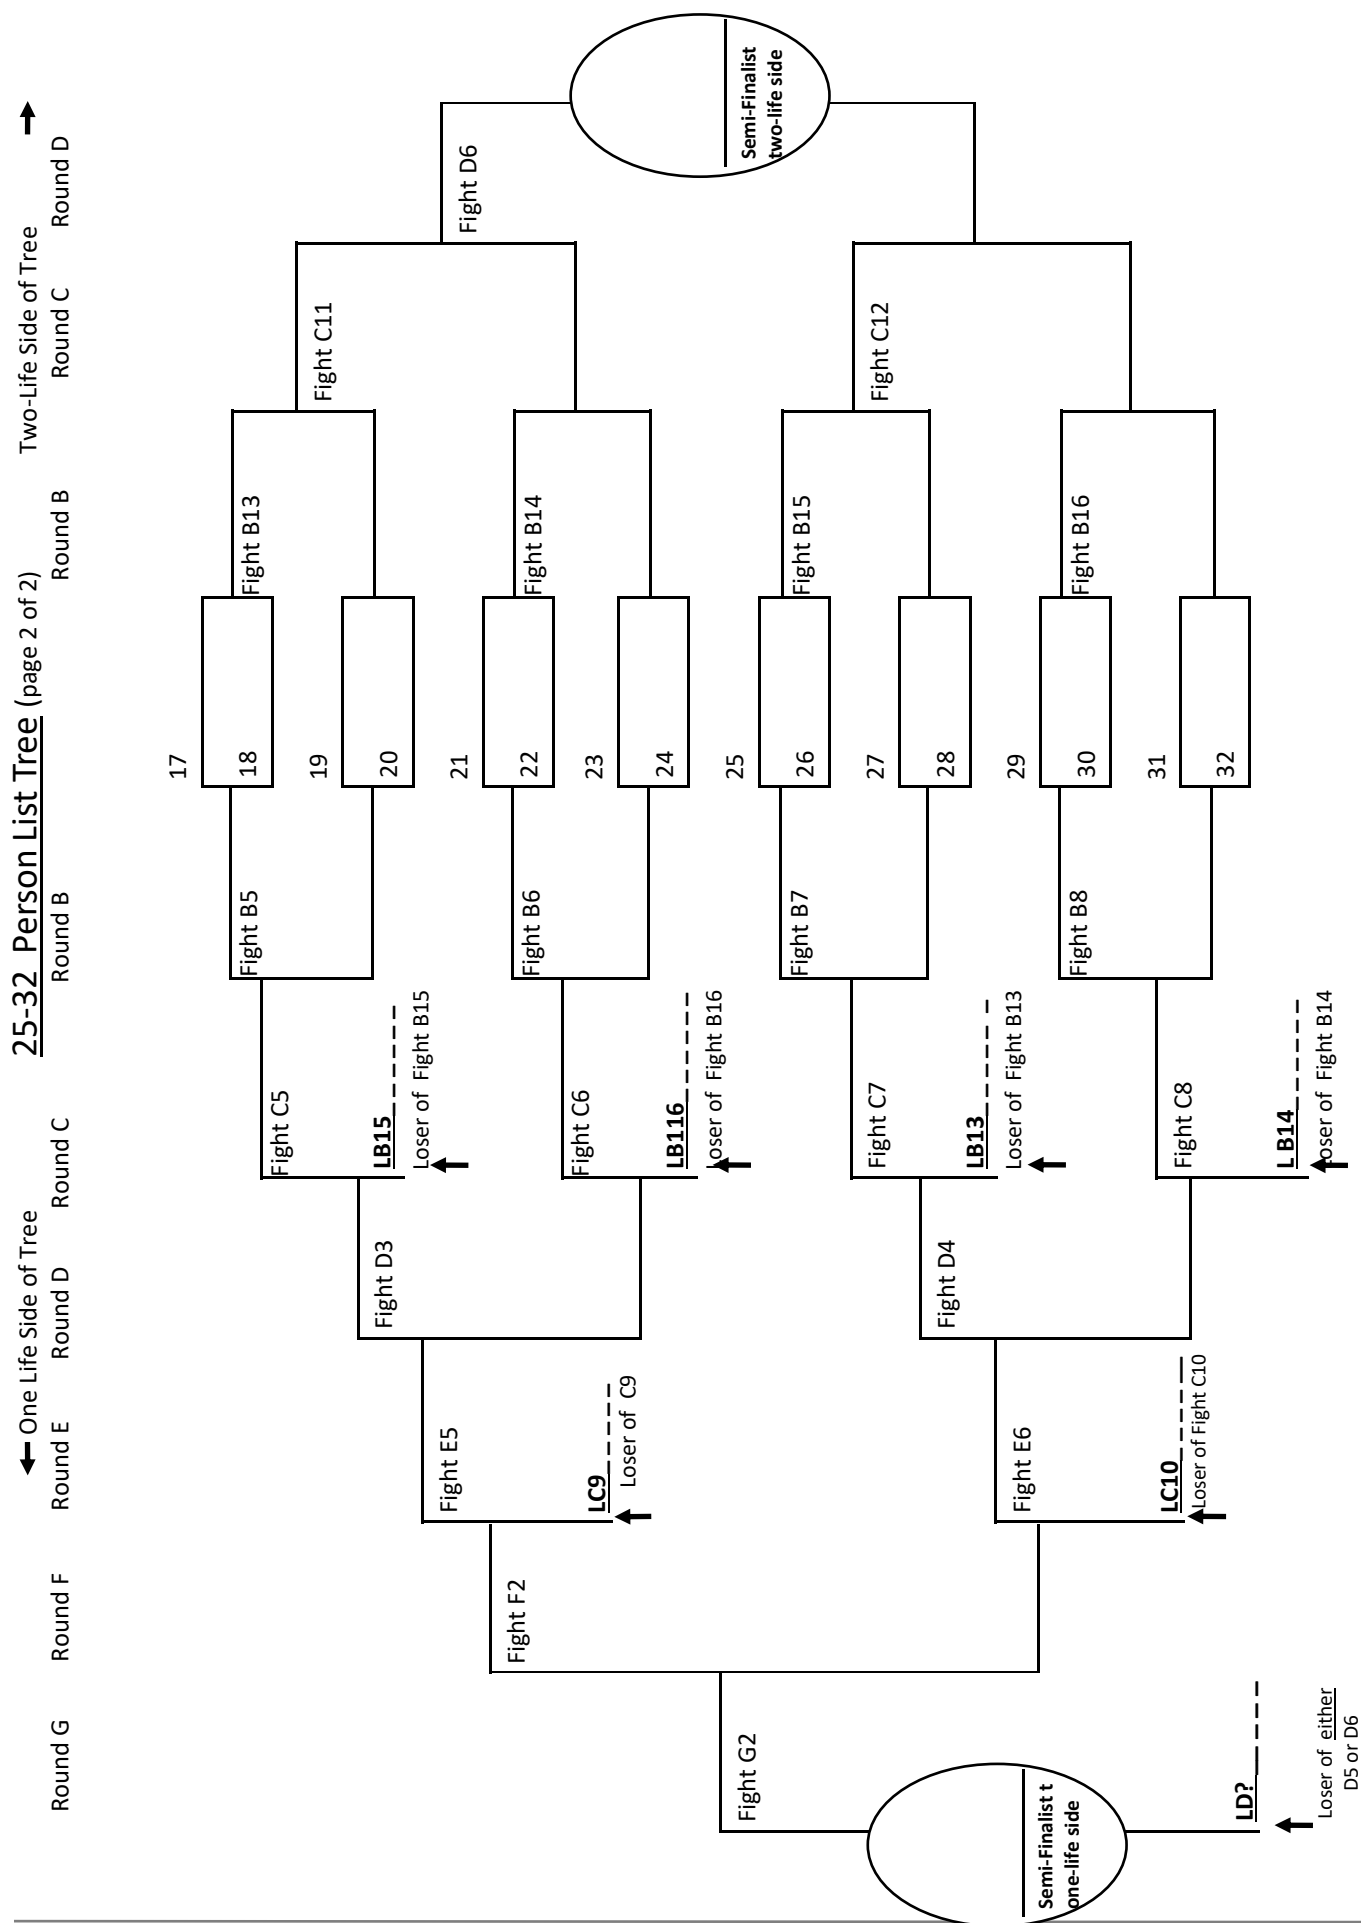 25-32 Person List Tree (page 2 of 2)
One Life Side of Tree
Two-Life Side of Tree
Round G
Round F
Round E
Round D
Round C
Round B
Round B
Round C
Round D
17
18
19
20
21
22
23
24
25
26
27
28
29
30
31
32
Fight B5
Fight B6
Fight B7
Fight B8
Fight B13
Fight B14
Fight B15
Fight B16
Fight C11
Fight C12
Fight D6
Semi-Finalist
two-life side
Fight C5
LB15
Loser of Fight B15
Fight C6
LB116
Loser of Fight B16
Fight C7
LB13
Loser of Fight B13
Fight C8
L B14
Loser of Fight B14
Fight D3
Fight D4
Fight E5
LC9
Loser of C9
Fight E6
LC10
Loser of Fight C10
Fight F2
Fight G2
Semi-Finalist t
one-life side
LD?
Loser of either
D5 or D6